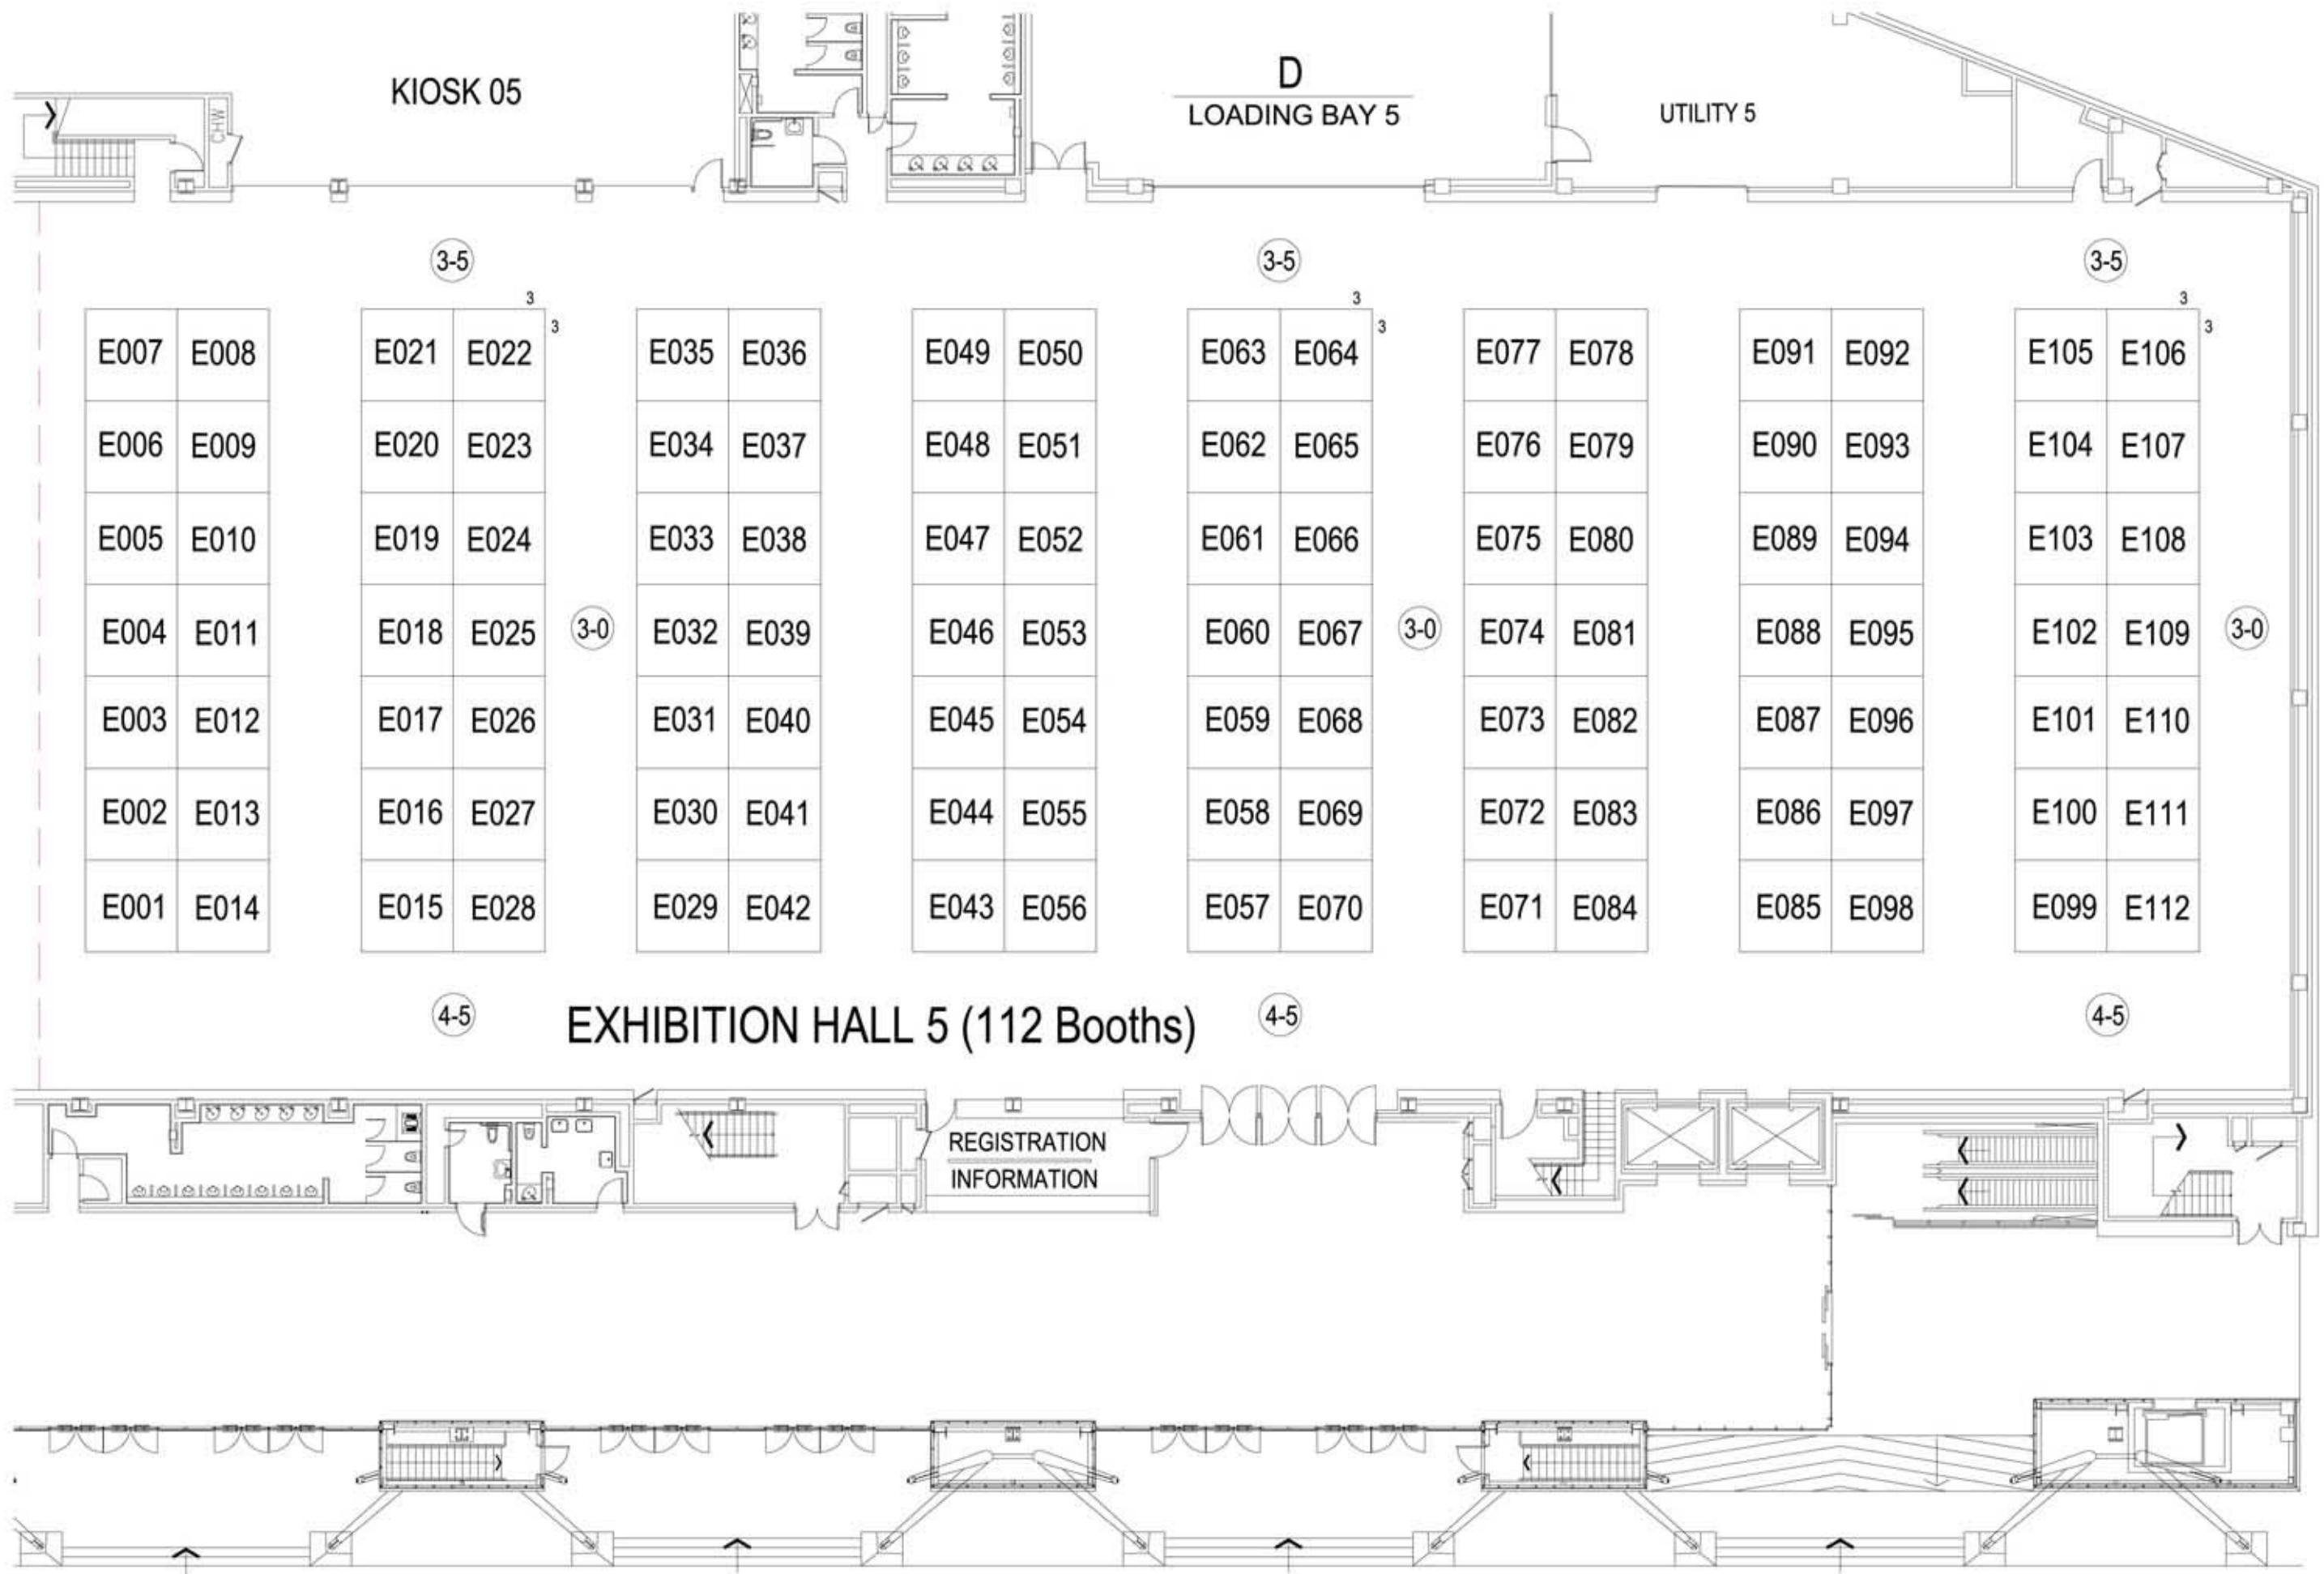 KIOSK 05
D
LOADING BAY 5
UTILITY 5
CHW
3-5 3-5 3-5
3 3 3
3 3 3
E007 E008 E021 E022 E035 E036 E049 E050 E063 E064 E077 E078 E091 E092 E105 E106
E006 E009 E020 E023 E034 E037 E048 E051 E062 E065 E076 E079 E090 E093 E104 E107
E005 E010 E019 E024 E033 E038 E047 E052 E061 E066 E075 E080 E089 E094 E103 E108
E004 E011 E018 E025 3-0 E032 E039 E046 E053 E060 E067 3-0 E074 E081 E088 E095 E102 E109 3-0
E003 E012 E017 E026 E031 E040 E045 E054 E059 E068 E073 E082 E087 E096 E101 E110
E002 E013 E016 E027 E030 E041 E044 E055 E058 E069 E072 E083 E086 E097 E100 E111
E001 E014 E015 E028 E029 E042 E043 E056 E057 E070 E071 E084 E085 E098 E099 E112
4-5 EXHIBITION HALL 5 (112 Booths) 4-5 4-5
REGISTRATION
INFORMATION